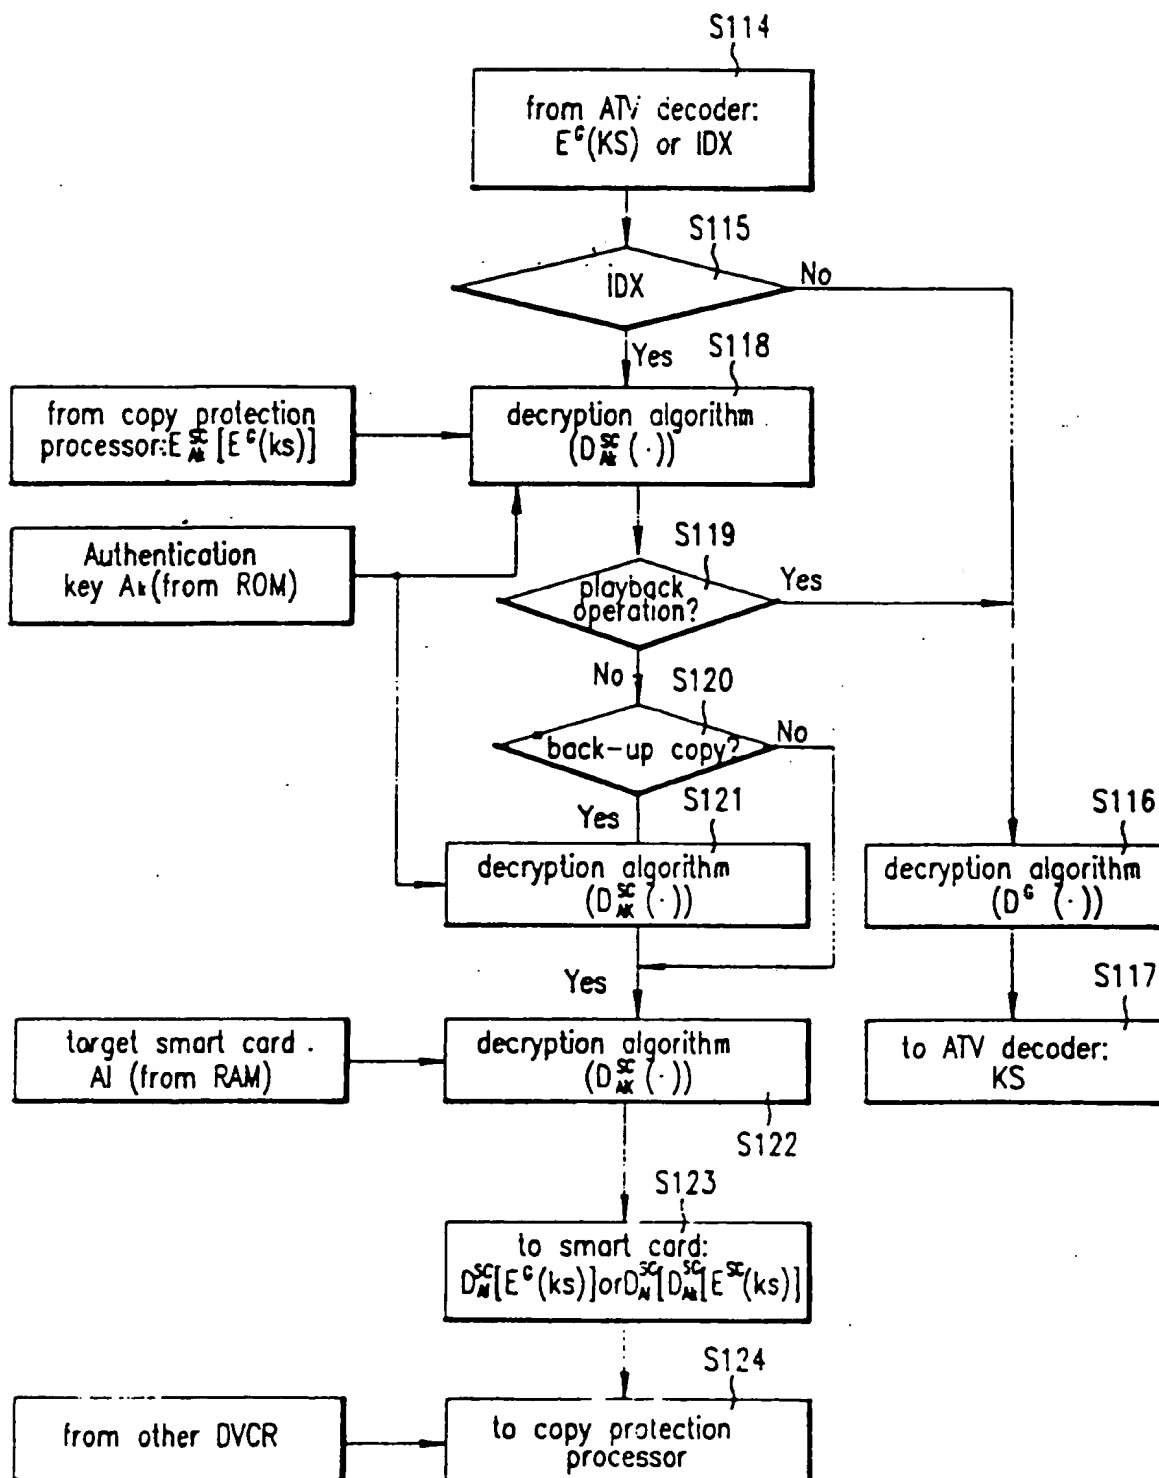 S114
from ATV decoder:
E^G(KS) or IDX
S115
IDX
No
Yes
S118
from copy protection
processor:E^SC_Ak[E^G(ks)]
decryption algorithm
(D^SC_Ak(·))
Authentication
key Ak(from ROM)
S119
playback
operation?
Yes
No
S120
back-up copy?
No
Yes
S121
decryption algorithm
(D^SC_AK(·))
S116
decryption algorithm
(D^G (·))
Yes
S117
target smart card
AI (from RAM)
decryption algorithm
(D^SC_AK(·))
to ATV decoder:
KS
S122
S123
to smart card:
D^SC_AI[E^G(ks)]orD^SC_AI[D^SC_Ak[E^SC(ks)]
S124
from other DVCR
to copy protection
processor